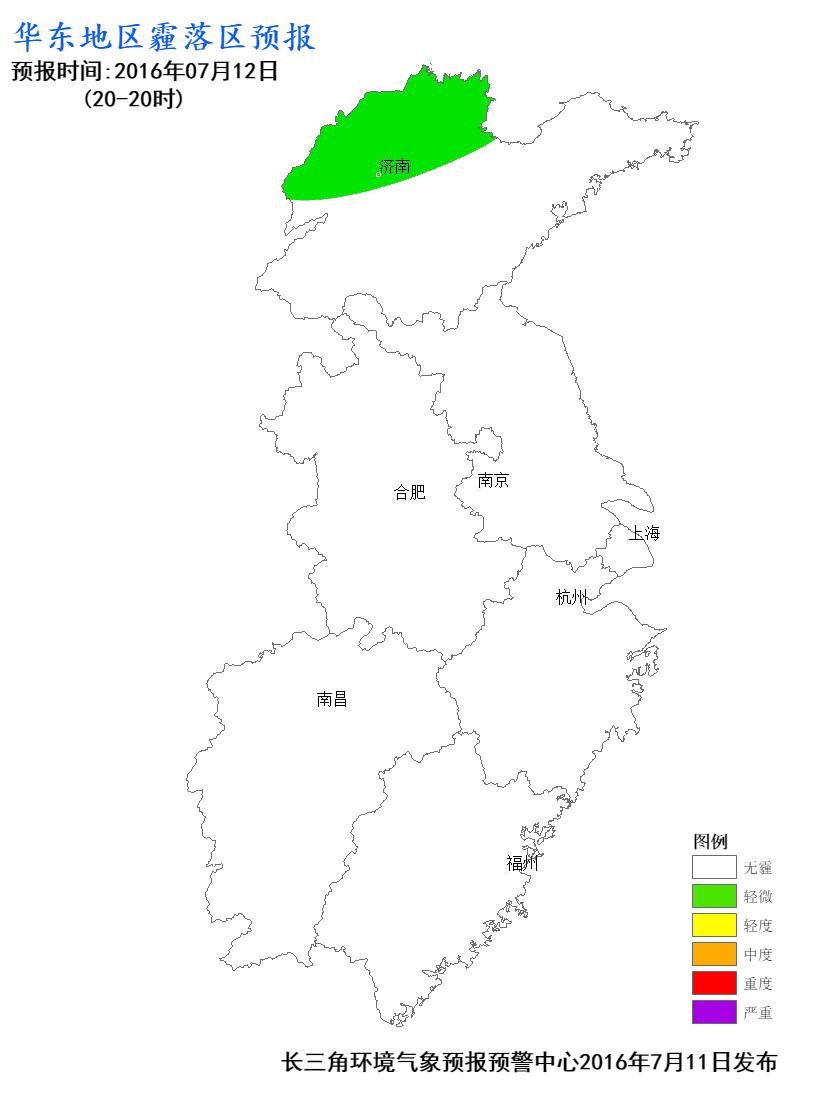 华东地区霾落区预报
预报时间:2016年07月12日
(20-20时)
济南
南京
合肥
上海
杭州
南昌
福州
图例
无霾
轻微
轻度
中度
重度
严重
长三角环境气象预报预警中心2016年7月11日发布